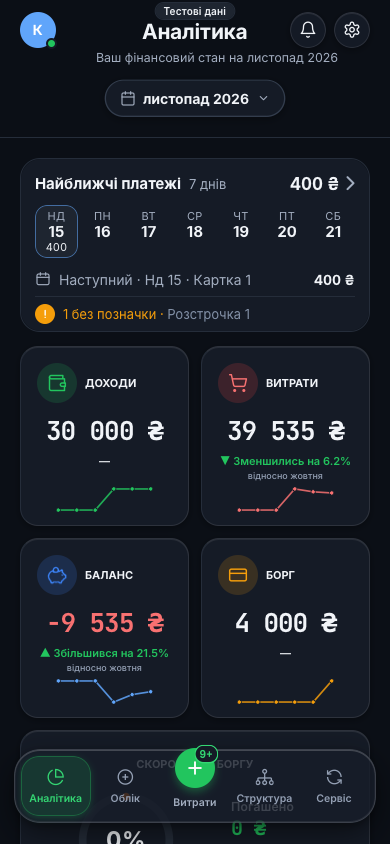 Тестові дані
К
Аналітика
Ваш фінансовий стан на листопад 2026
листопад 2026
Найближчі платежі 7 днів 400 ₴
НД ПН ВТ СР ЧТ ПТ СБ
15 16 17 18 19 20 21
400
Наступний · Нд 15 · Картка 1 400 ₴
! 1 без позначки · Розстрочка 1
ДОХОДИ
30 000 ₴
—
ВИТРАТИ
39 535 ₴
▼ Зменшились на 6.2%
відносно жовтня
БАЛАНС
-9 535 ₴
▲ Збільшився на 21.5%
відносно жовтня
БОРГ
4 000 ₴
—
БОРГУ
9+
Аналітика Облік Витрати Структура Сервіс
Погашено
0%
0 ₴